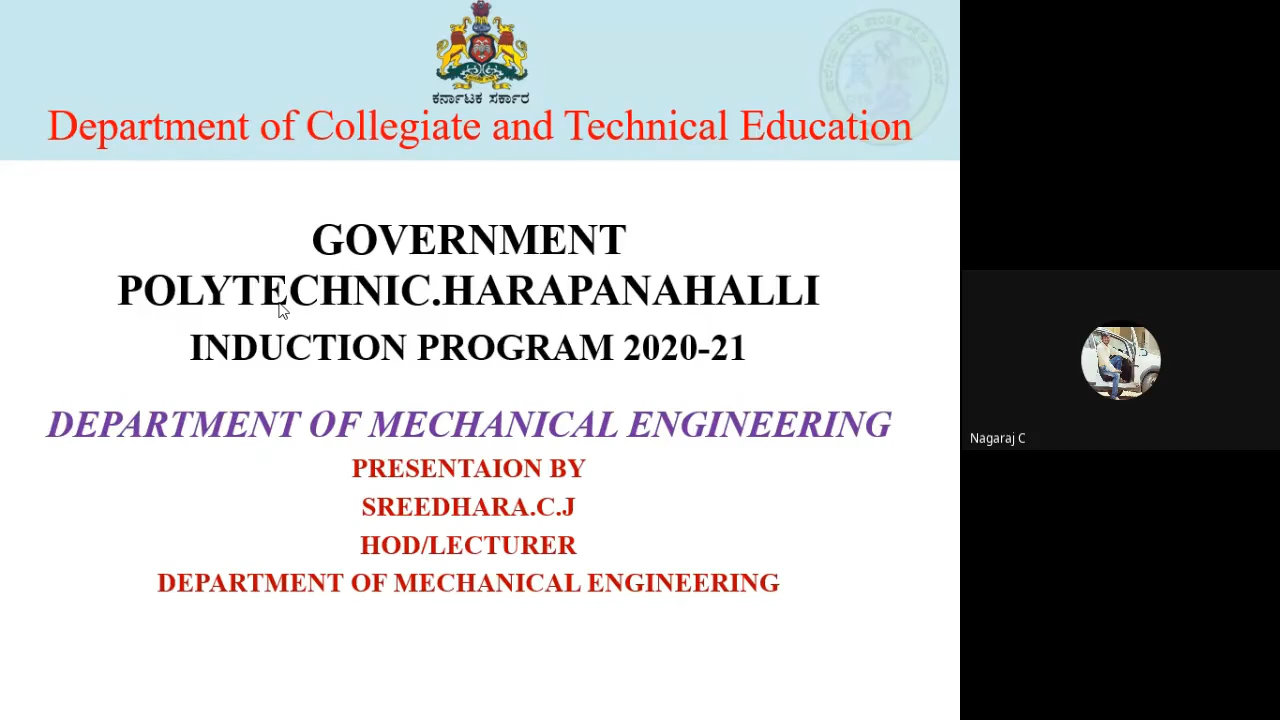 ಕರ್ನಾಟಕ ಸರ್ಕಾರ
Department of Collegiate and Technical Education
GOVERNMENT
POLYTECHNIC.HARAPANAHALLI
INDUCTION PROGRAM 2020-21
DEPARTMENT OF MECHANICAL ENGINEERING
PRESENTAION BY
SREEDHARA.C.J
HOD/LECTURER
DEPARTMENT OF MECHANICAL ENGINEERING
Nagaraj C